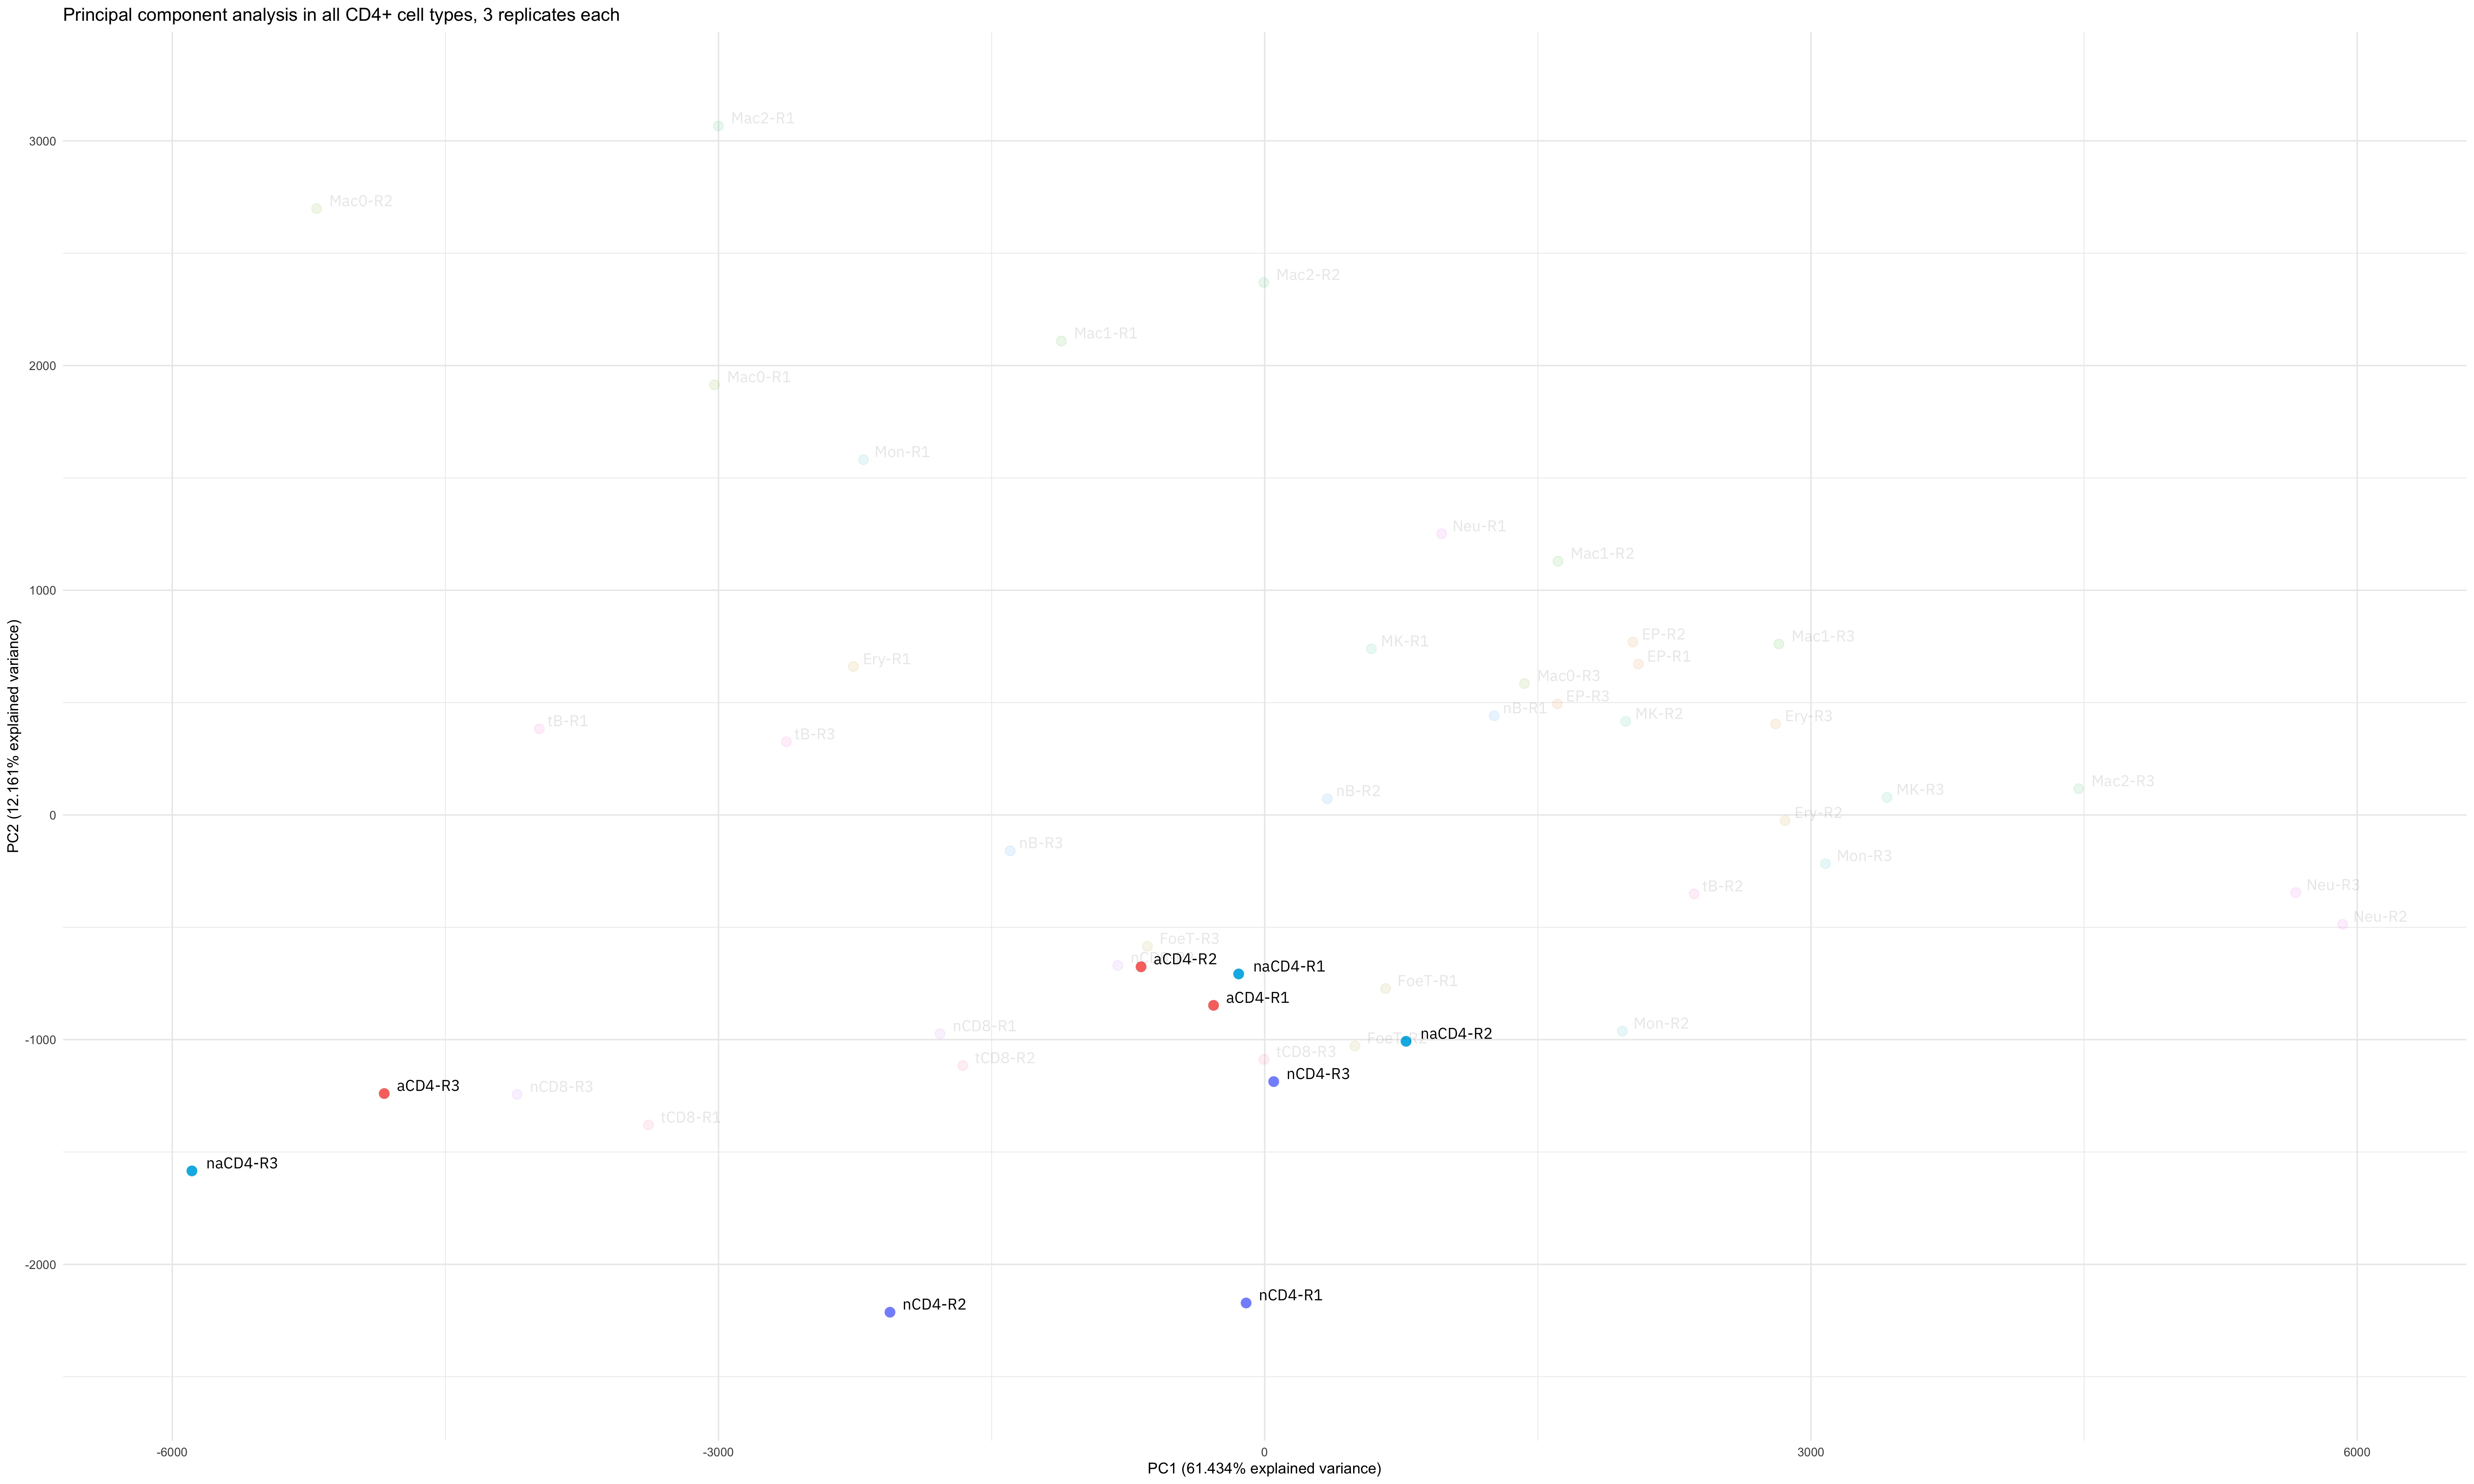 Principal component analysis in all CD4+ cell types, 3 replicates each
3000
2000
1000
0
-1000
-2000
PC2 (12.161% explained variance)
Mac2-R1
Mac0-R2
Mac2-R2
Mac1-R1
Mac0-R1
Mon-R1
Neu-R1
Mac1-R2
EP-R2
Mac1-R3
MK-R1
EP-R1
Ery-R1
Mac0-R3
EP-R3
nB-R1
MK-R2
Ery-R3
tB-R1
tB-R3
Mac2-R3
nB-R2
MK-R3
Ery-R2
nB-R3
Mon-R3
tB-R2
Neu-R3
Neu-R2
FoeT-R3
aCD4-R2
naCD4-R1
FoeT-R1
aCD4-R1
nCD8-R1
Mon-R2
naCD4-R2
FoeT-R2
tCD8-R3
tCD8-R2
nCD4-R3
aCD4-R3
nCD8-R3
tCD8-R1
naCD4-R3
nCD4-R1
nCD4-R2
-6000
-3000
0
3000
6000
PC1 (61.434% explained variance)